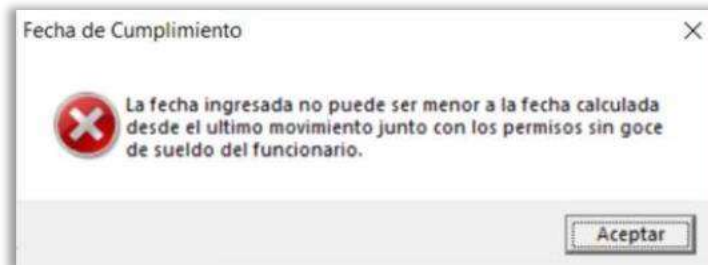 Fecha de Cumplimiento
La fecha ingresada no puede ser menor a la fecha calculada
desde el ultimo movimiento junto con los permisos sin goce
de sueldo del funcionario.
Aceptar